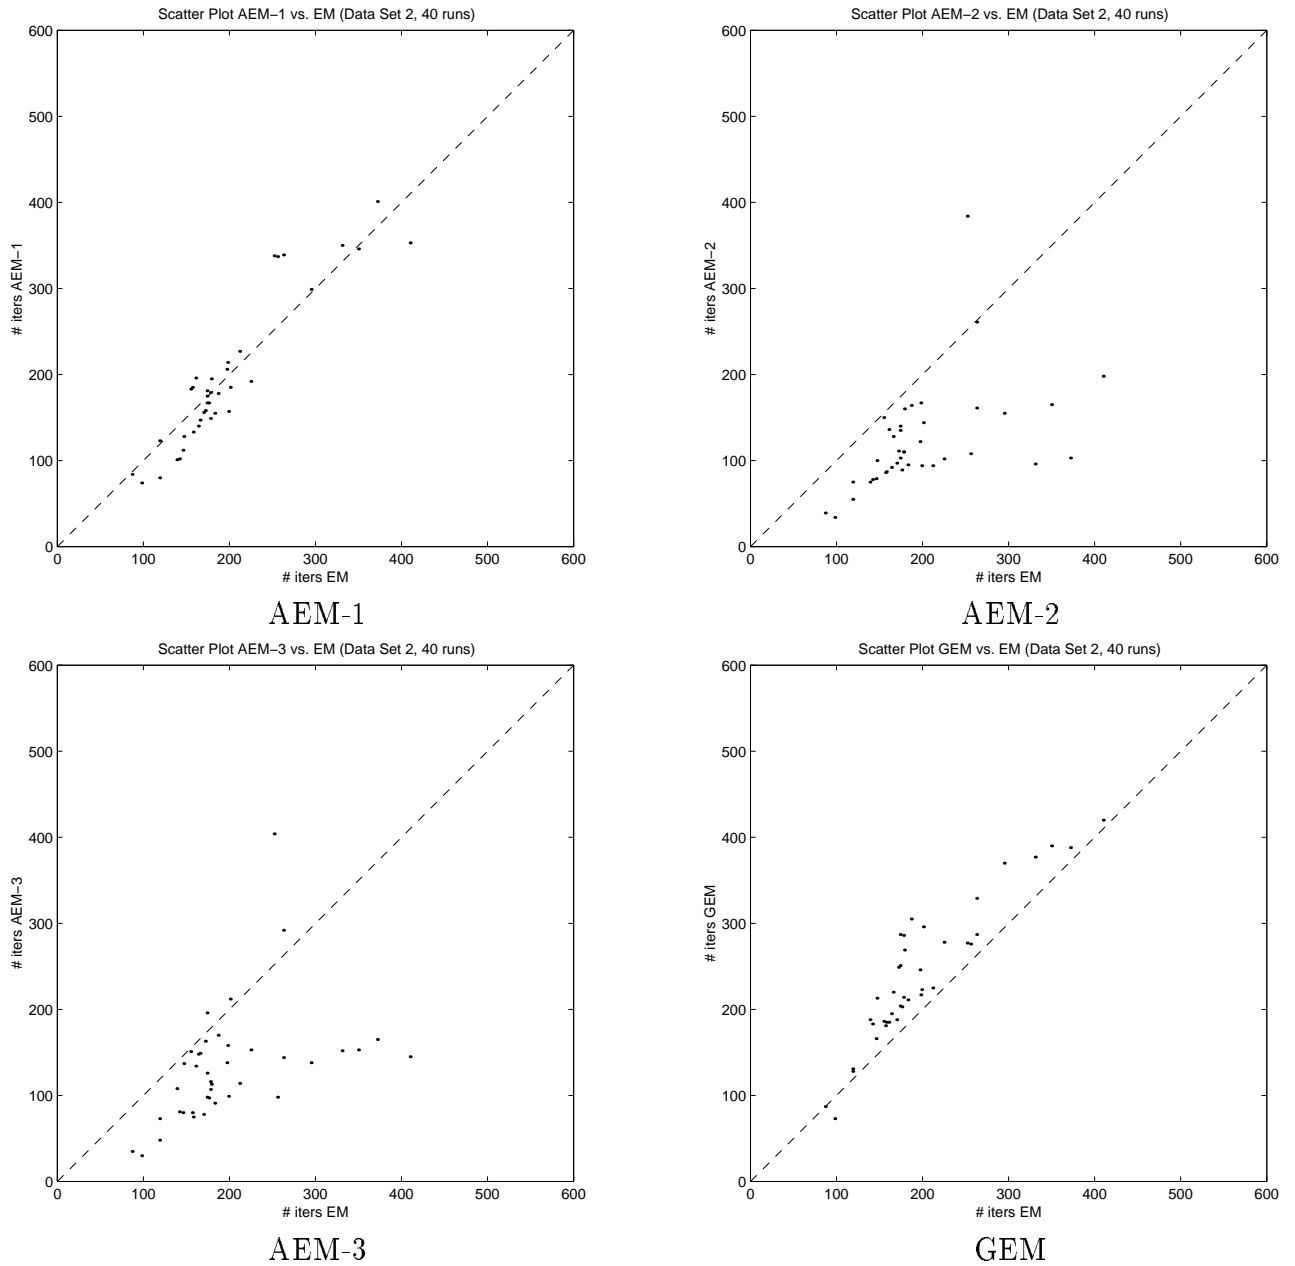 Scatter Plot AEM−1 vs. EM (Data Set 2, 40 runs)
600
500
400
300
200
100
0
# iters AEM−1
0 100 200 300 400 500 600
# iters EM
AEM-1
Scatter Plot AEM−2 vs. EM (Data Set 2, 40 runs)
600
500
400
300
200
100
0
# iters AEM−2
0 100 200 300 400 500 600
# iters EM
AEM-2
Scatter Plot AEM−3 vs. EM (Data Set 2, 40 runs)
600
500
400
300
200
100
0
# iters AEM−3
0 100 200 300 400 500 600
# iters EM
AEM-3
Scatter Plot GEM vs. EM (Data Set 2, 40 runs)
600
500
400
300
200
100
0
# iters GEM
0 100 200 300 400 500 600
# iters EM
GEM